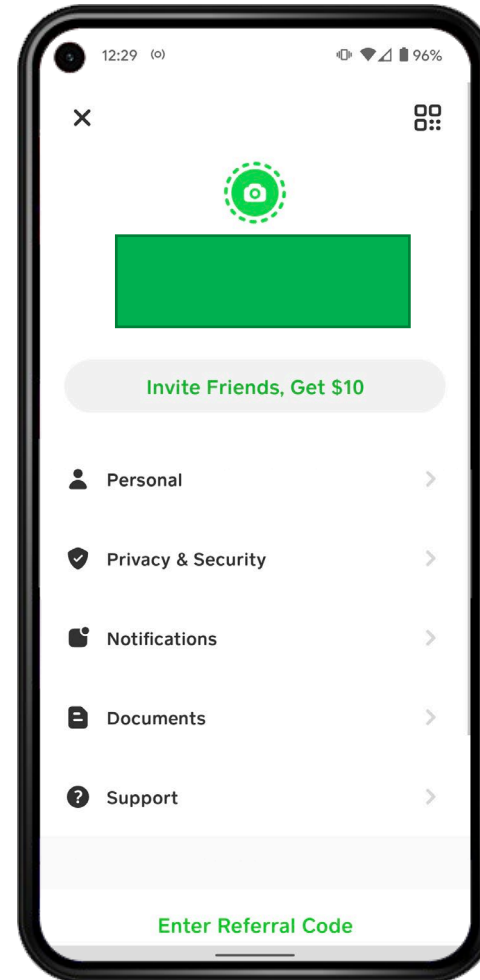 12:29
96%
Invite Friends, Get $10
Personal
Privacy & Security
Notifications
Documents
Support
Enter Referral Code